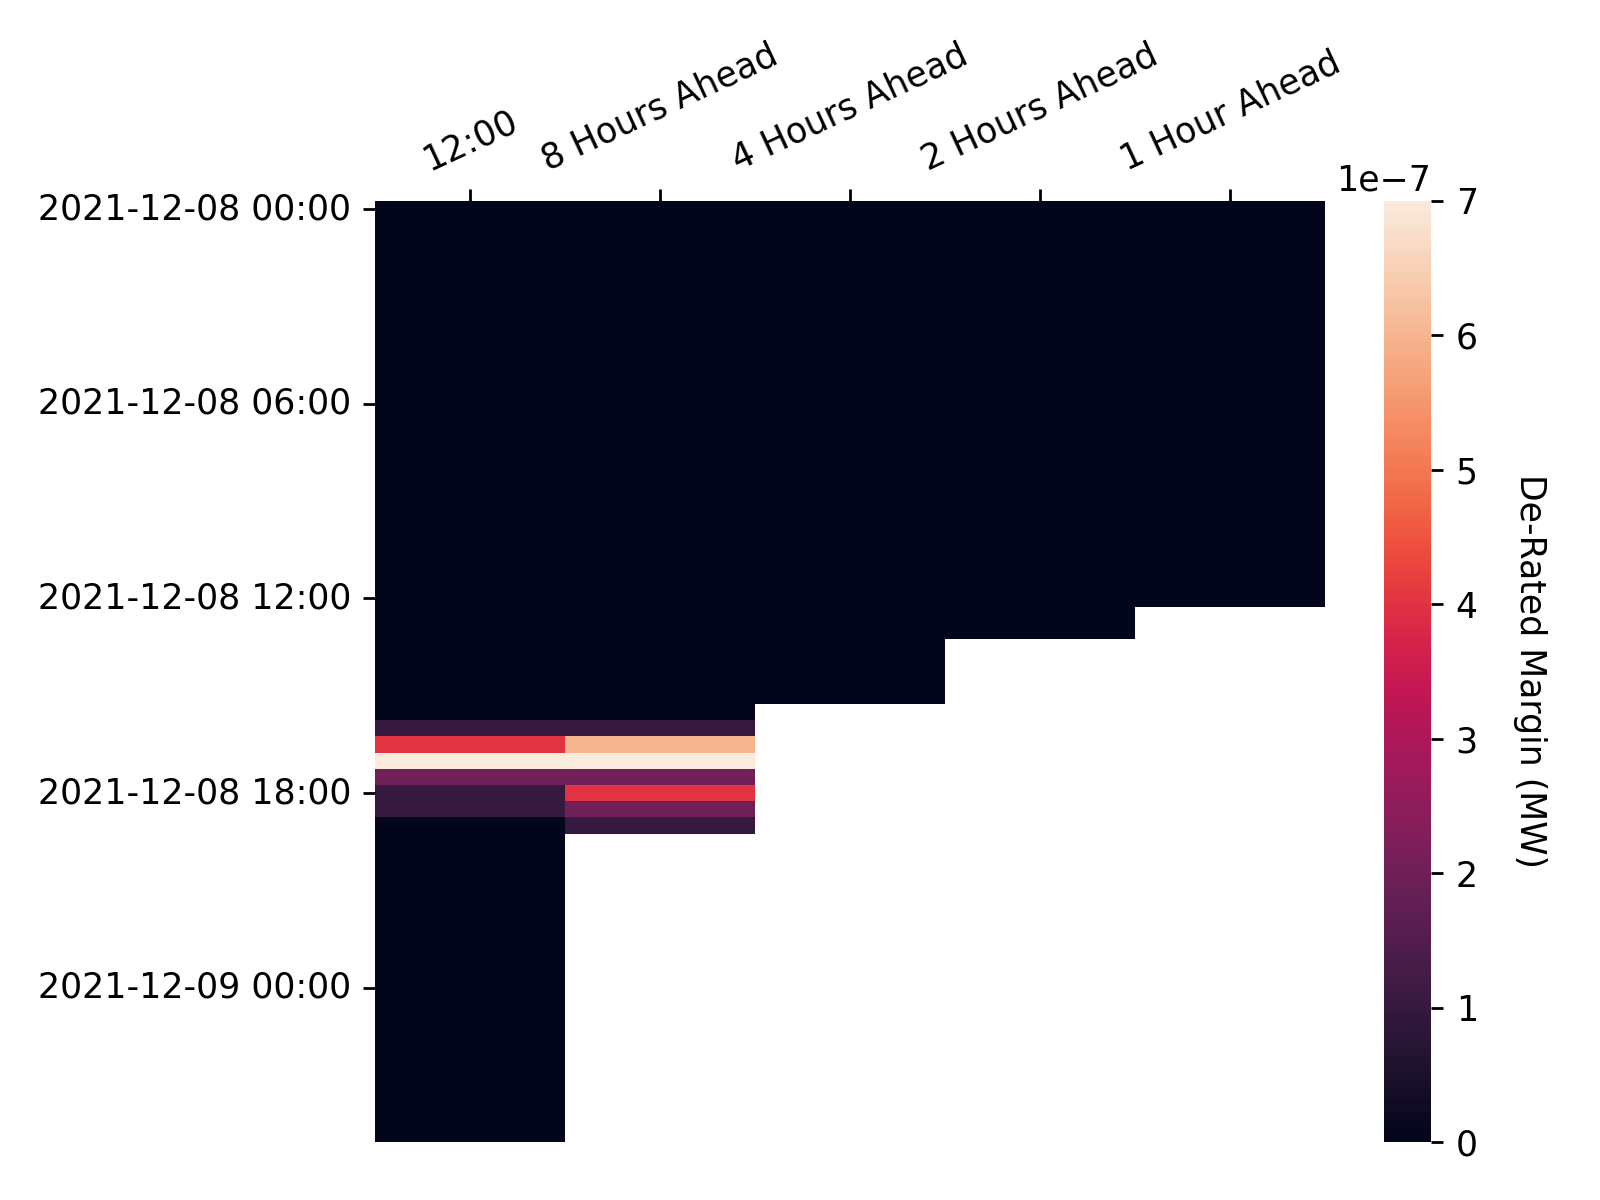 12:00
8 Hours Ahead
4 Hours Ahead
2 Hours Ahead
1 Hour Ahead
2021-12-08 00:00
2021-12-08 06:00
2021-12-08 12:00
2021-12-08 18:00
2021-12-09 00:00
1e−7
7
6
5
4
3
2
1
0
De-Rated Margin (MW)